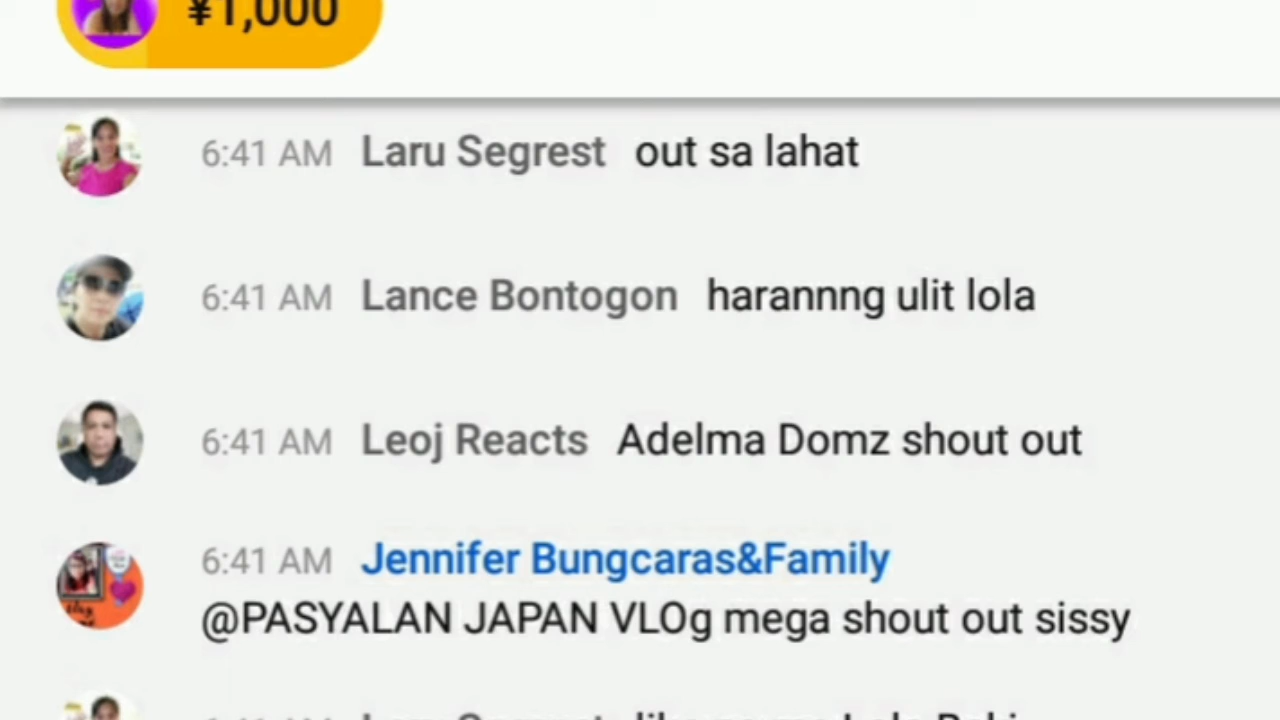 ¥1,000
6:41 AM Laru Segrest out sa lahat
6:41 AM Lance Bontogon harannng ulit lola
6:41 AM Leoj Reacts Adelma Domz shout out
6:41 AM Jennifer Bungcaras&Family
@PASYALAN JAPAN VLOg mega shout out sissy